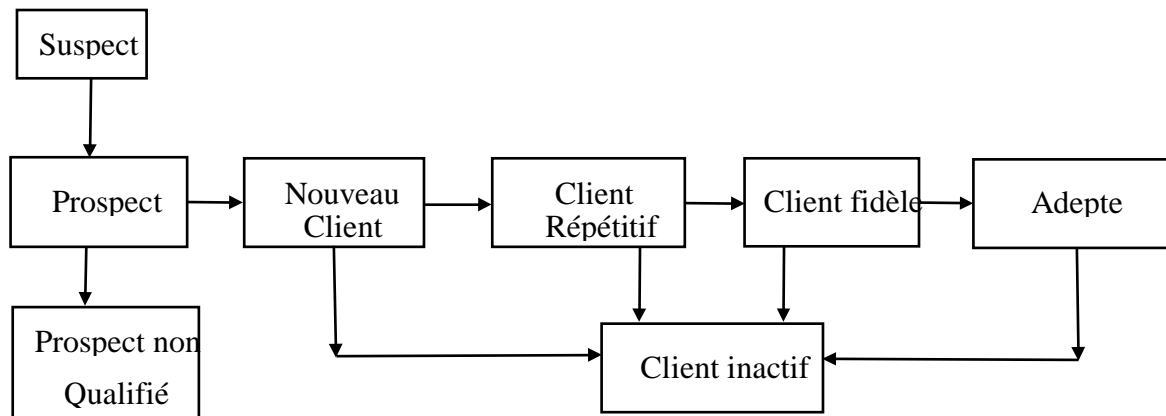 Suspect
Prospect
Nouveau
Client
Client
Répétitif
Client fidèle
Adepte
Prospect non
Qualifié
Client inactif